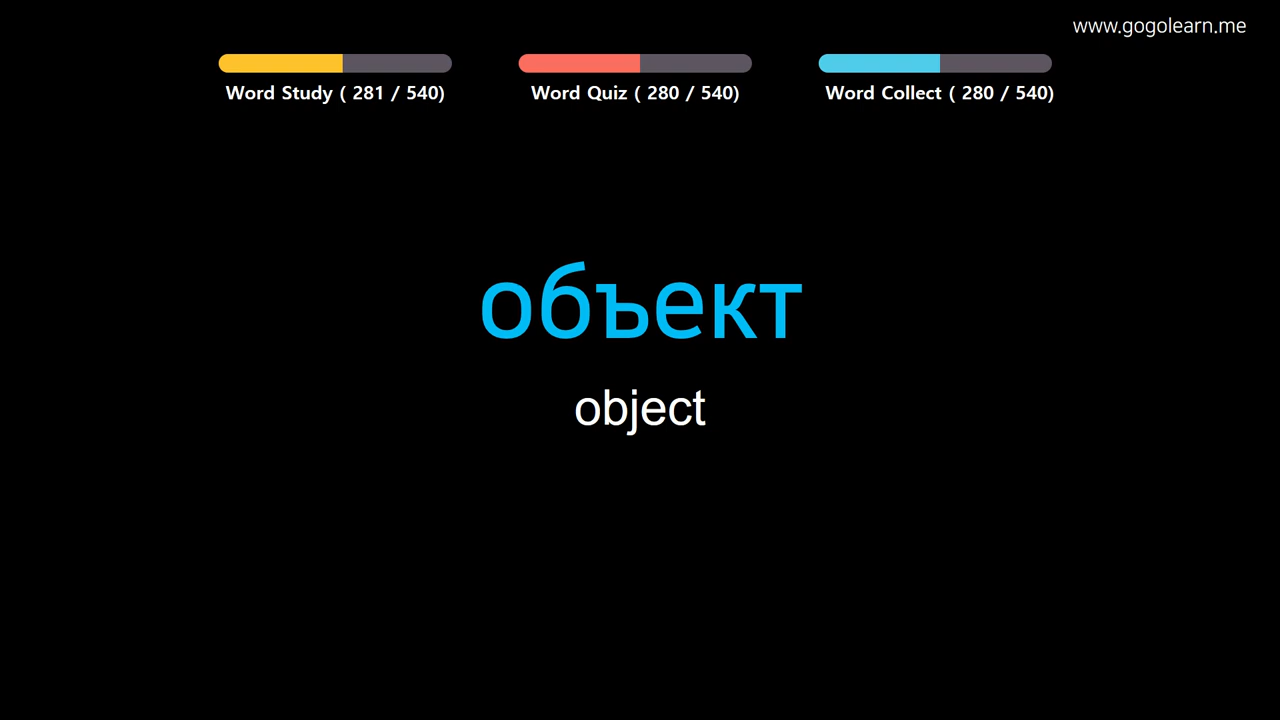 www.gogolearn.me
Word Study ( 281 / 540)
Word Quiz ( 280 / 540)
Word Collect ( 280 / 540)
объект
object